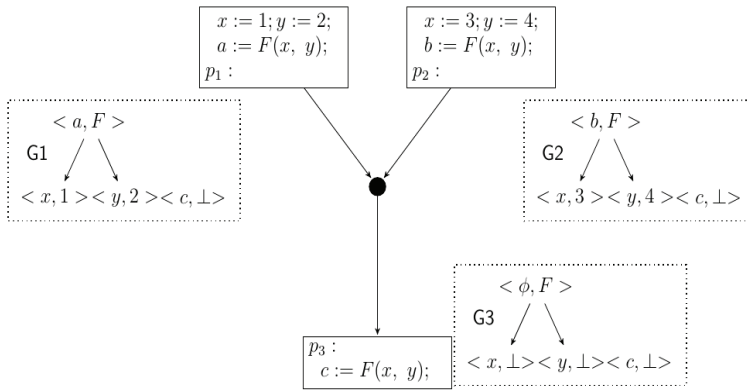 x := 1; y := 2;
a := F(x, y);
p₁ :
x := 3; y := 4;
b := F(x, y);
p₂ :
< a, F >
G1
< x, 1 >< y, 2 >< c, ⊥ >
< b, F >
G2
< x, 3 >< y, 4 >< c, ⊥ >
< ϕ, F >
G3
< x, ⊥ >< y, ⊥ >< c, ⊥ >
p₃ :
c := F(x, y);